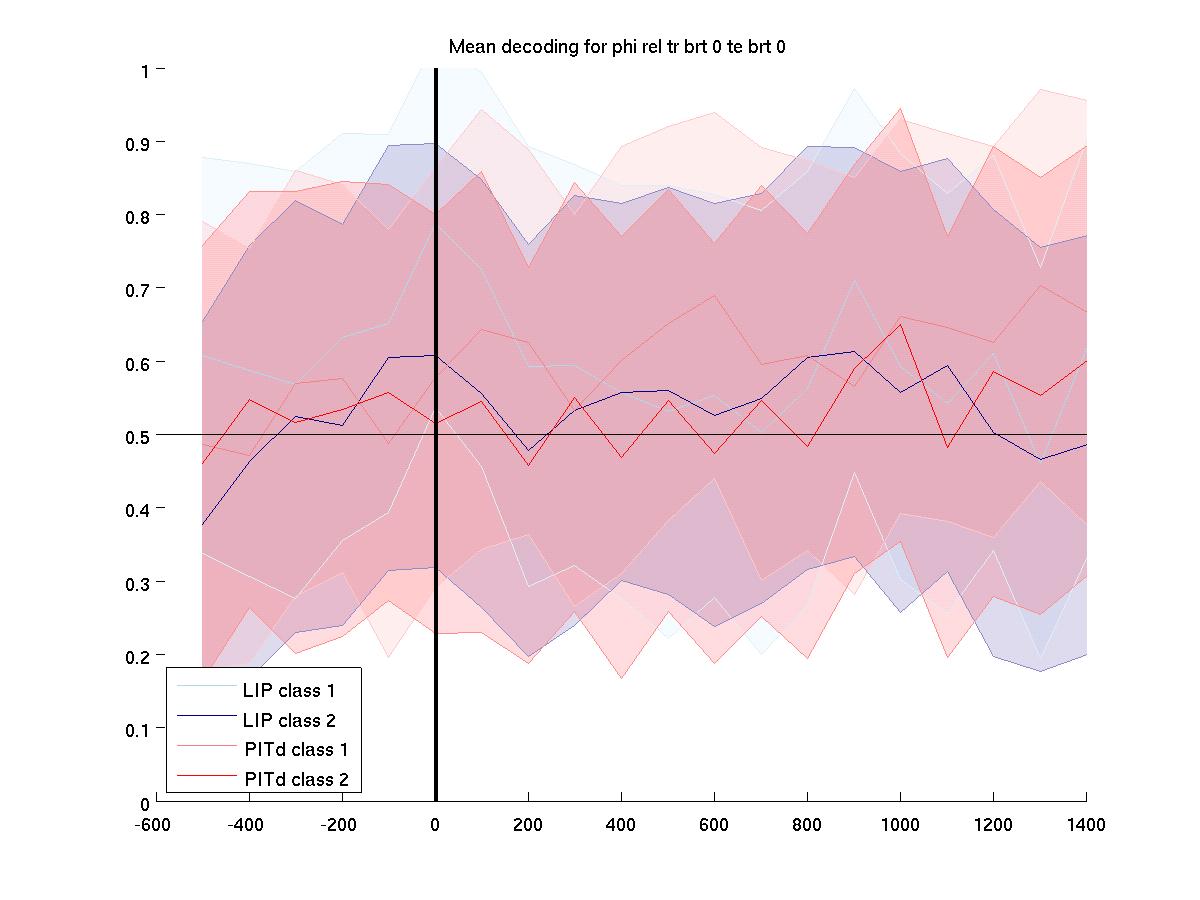 Mean decoding for phi rel tr brt 0 te brt 0
1
0.9
0.8
0.7
0.6
0.5
0.4
0.3
0.2
0.1
0
LIP class 1
LIP class 2
PITd class 1
PITd class 2
-600 -400 -200 0 200 400 600 800 1000 1200 1400